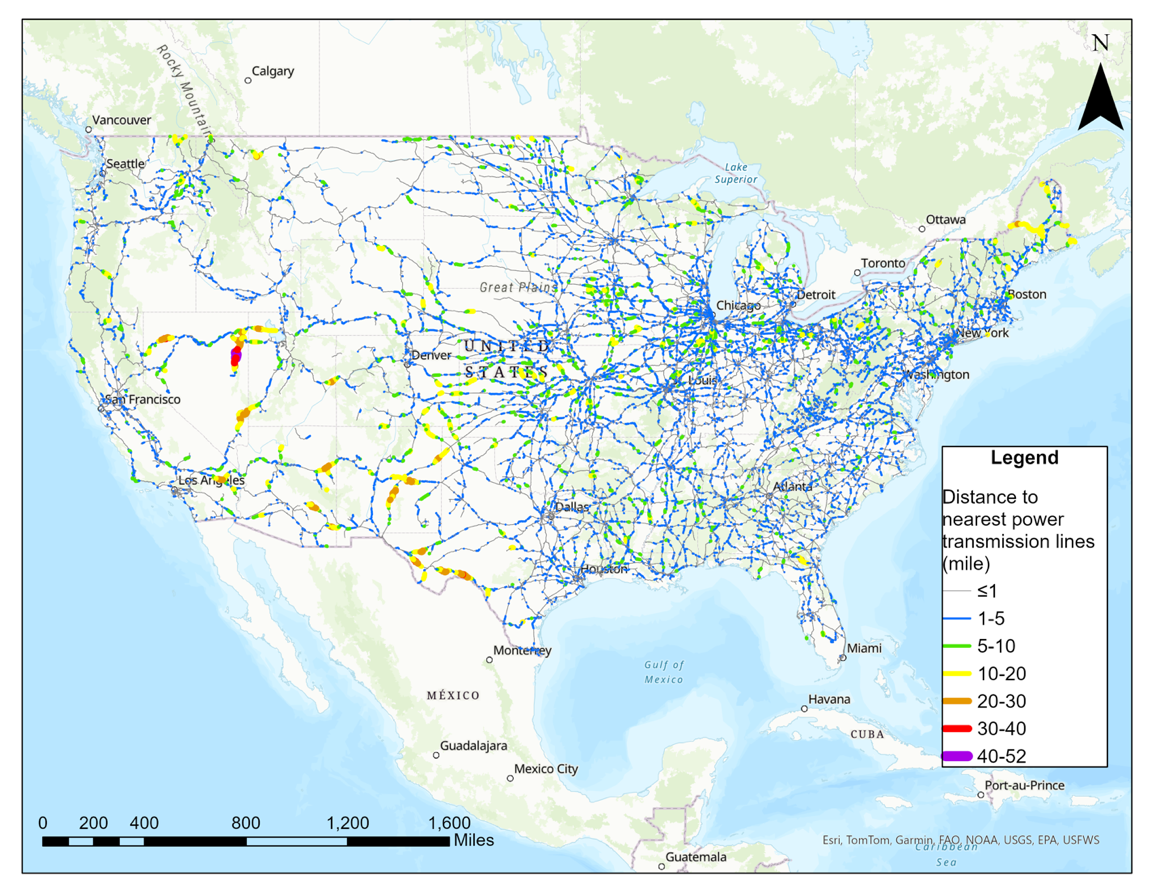 N
Rocky Mountain
Calgary
Vancouver
Seattle
Lake
Superior
Ottawa
Toronto
Great Plains
Chicago
Detroit
Boston
New York
UNITED
STATES
Denver
Louis
Washington
San Francisco
Los Angeles
Atlanta
Dallas
Houston
Miami
Monterrey
Gulf of
Mexico
MÉXICO
Havana
CUBA
Guadalajara
Mexico City
Port-au-Prince
Guatemala
Caribbean
Sea
Legend
Distance to
nearest power
transmission lines
(mile)
≤1
1-5
5-10
10-20
20-30
30-40
40-52
0 200 400 800 1,200 1,600
Miles
Esri, TomTom, Garmin, FAO, NOAA, USGS, EPA, USFWS